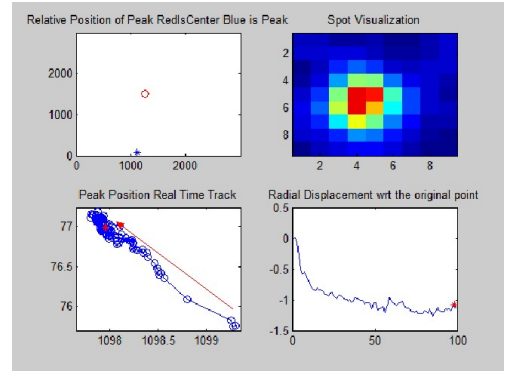 Relative Position of Peak RedIsCenter Blue is Peak
3000
2000
1000
0
0 1000 2000
Spot Visualization
2
4
6
8
2 4 6 8
Peak Position Real Time Track
77
76.5
76
1098 1098.5 1099
Radial Displacement wrt the original point
0.5
0
-0.5
-1
-1.5
0 50 100